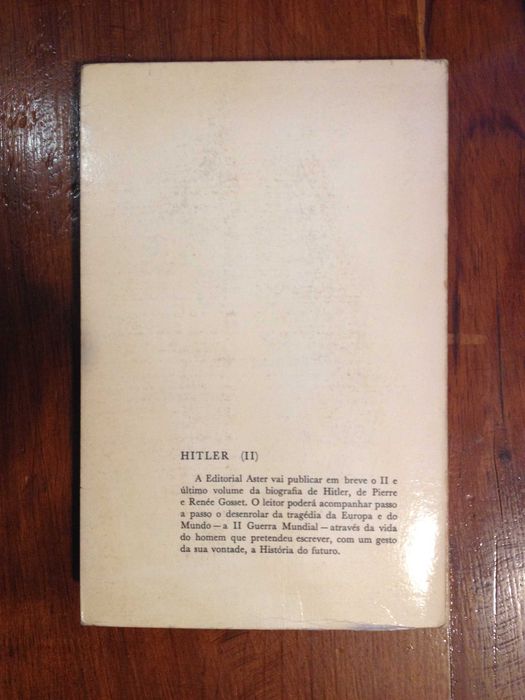 HITLER (II)
A Editorial Aster vai publicar em breve o II e
último volume da biografia de Hitler, de Pierre
e Renée Gosset. O leitor poderá acompanhar passo
a passo o desenrolar da tragédia da Europa e do
Mundo — a II Guerra Mundial — através da vida
do homem que pretendeu escrever, com um gesto
da sua vontade, a História do futuro.